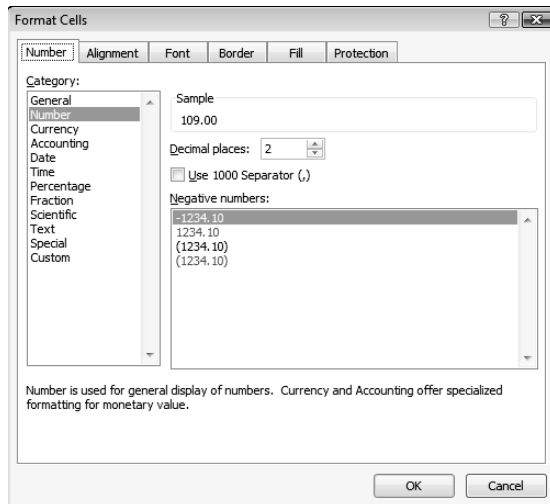 Format Cells
Number Alignment Font Border Fill Protection
Category:
General
Number
Currency
Accounting
Date
Time
Percentage
Fraction
Scientific
Text
Special
Custom
Sample
109.00
Decimal places: 2
Use 1000 Separator (,)
Negative numbers:
-1234.10
1234.10
(1234.10)
(1234.10)
Number is used for general display of numbers. Currency and Accounting offer specialized
formatting for monetary value.
OK Cancel